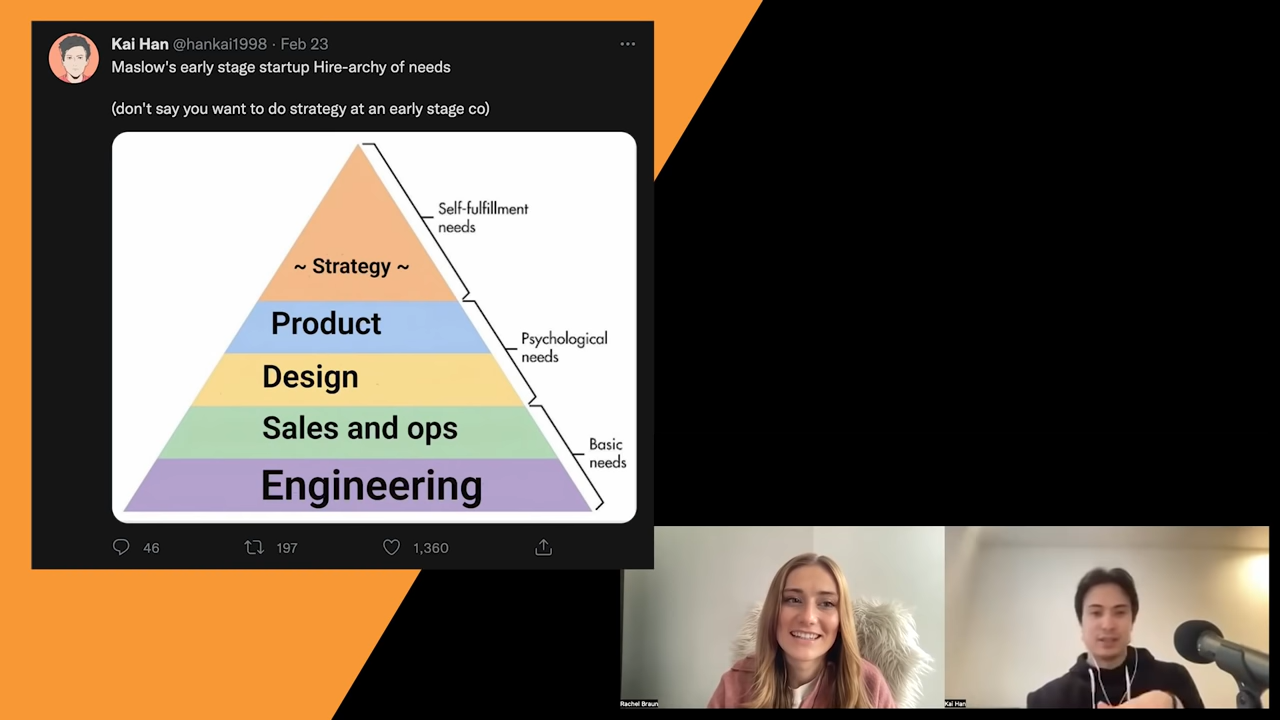 Kai Han @hankai1998 · Feb 23
Maslow's early stage startup Hire-archy of needs
(don't say you want to do strategy at an early stage co)
Self-fulfillment
needs
~ Strategy ~
Product
Psychological
needs
Design
Sales and ops
Basic
needs
Engineering
46 197 1,360
Rachel Braun
Kai Han